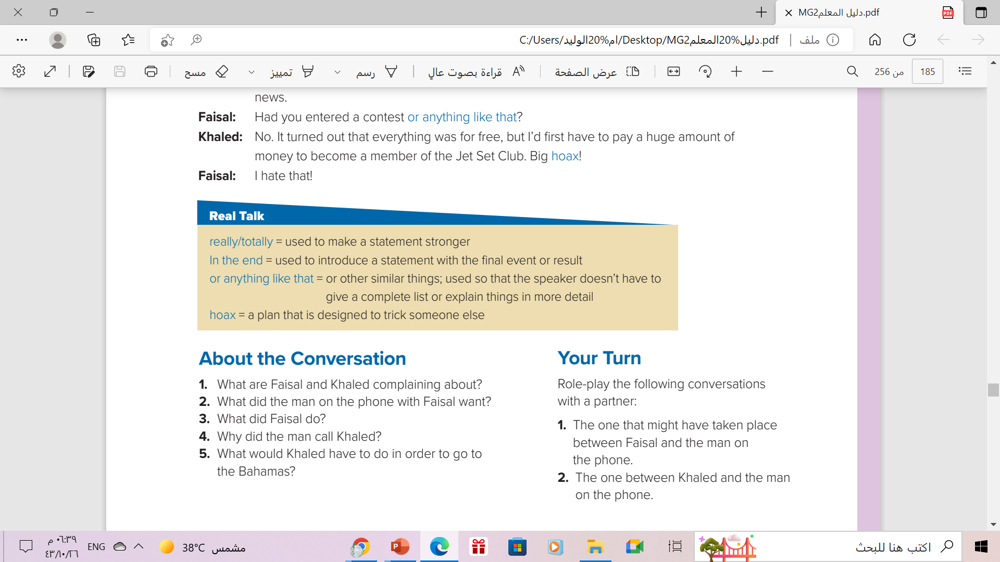 MG2دليل المعلم.pdf
C:/Users/ام%20الوليد/Desktop/MG2دليل%20المعلم.pdf
ملف
مسح
تمييز
رسم
قراءة بصوت عالٍ
عرض الصفحة
من 256
185
news.
Faisal: Had you entered a contest or anything like that?
Khaled: No. It turned out that everything was for free, but I’d first have to pay a huge amount of
money to become a member of the Jet Set Club. Big hoax!
Faisal: I hate that!
Real Talk
really/totally = used to make a statement stronger
In the end = used to introduce a statement with the final event or result
or anything like that = or other similar things; used so that the speaker doesn’t have to
give a complete list or explain things in more detail
hoax = a plan that is designed to trick someone else
About the Conversation
1. What are Faisal and Khaled complaining about?
2. What did the man on the phone with Faisal want?
3. What did Faisal do?
4. Why did the man call Khaled?
5. What would Khaled have to do in order to go to
the Bahamas?
Your Turn
Role-play the following conversations
with a partner:
1. The one that might have taken place
between Faisal and the man on
the phone.
2. The one between Khaled and the man
on the phone.
٠٦:٣٩ م
٤٣/١٠/٢٦
ENG
38°C مشمس
اكتب هنا للبحث